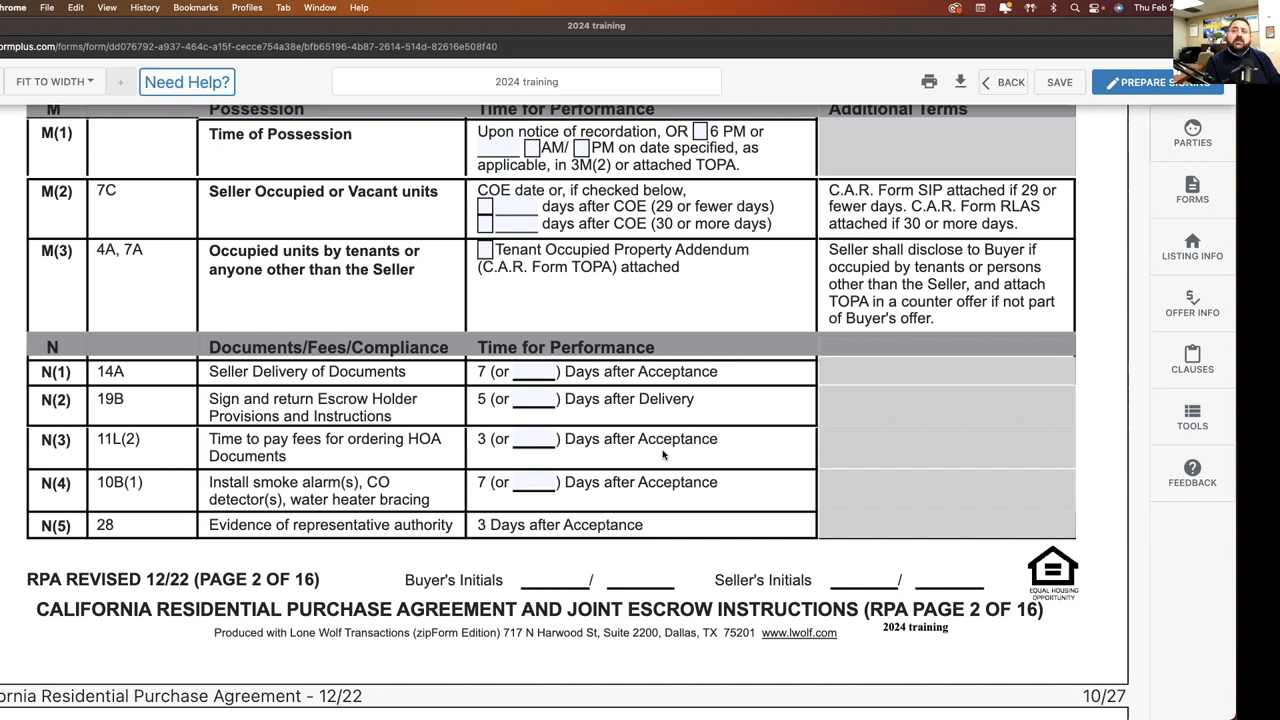 hrome File Edit View History Bookmarks Profiles Tab Window Help Thu Feb 2
2024 training
ormplus.com/forms/form/dd076792-a937-464c-a15f-cecce754a38e/bfb65196-4b87-2614-514d-82616e508f40
FIT TO WIDTH + Need Help? 2024 training BACK SAVE PREPARE SIGNING
M Possession Time for Performance Additional Terms
M(1) Time of Possession Upon notice of recordation, OR 6 PM or
AM/ PM on date specified, as
applicable, in 3M(2) or attached TOPA.
M(2) 7C Seller Occupied or Vacant units COE date or, if checked below, C.A.R. Form SIP attached if 29 or
days after COE (29 or fewer days) fewer days. C.A.R. Form RLAS
days after COE (30 or more days) attached if 30 or more days.
M(3) 4A, 7A Occupied units by tenants or Tenant Occupied Property Addendum Seller shall disclose to Buyer if
anyone other than the Seller (C.A.R. Form TOPA) attached occupied by tenants or persons
other than the Seller, and attach
TOPA in a counter offer if not part
of Buyer's offer.
N Documents/Fees/Compliance Time for Performance
N(1) 14A Seller Delivery of Documents 7 (or ____) Days after Acceptance
N(2) 19B Sign and return Escrow Holder 5 (or ____) Days after Delivery
Provisions and Instructions
N(3) 11L(2) Time to pay fees for ordering HOA 3 (or ____) Days after Acceptance
Documents
N(4) 10B(1) Install smoke alarm(s), CO 7 (or ____) Days after Acceptance
detector(s), water heater bracing
N(5) 28 Evidence of representative authority 3 Days after Acceptance
RPA REVISED 12/22 (PAGE 2 OF 16) Buyer's Initials ____/____ Seller's Initials ____/____
EQUAL HOUSING
OPPORTUNITY
CALIFORNIA RESIDENTIAL PURCHASE AGREEMENT AND JOINT ESCROW INSTRUCTIONS (RPA PAGE 2 OF 16)
Produced with Lone Wolf Transactions (zipForm Edition) 717 N Harwood St, Suite 2200, Dallas, TX 75201 www.lwolf.com 2024 training
ornia Residential Purchase Agreement - 12/22 10/27
PARTIES
FORMS
LISTING INFO
OFFER INFO
CLAUSES
TOOLS
FEEDBACK